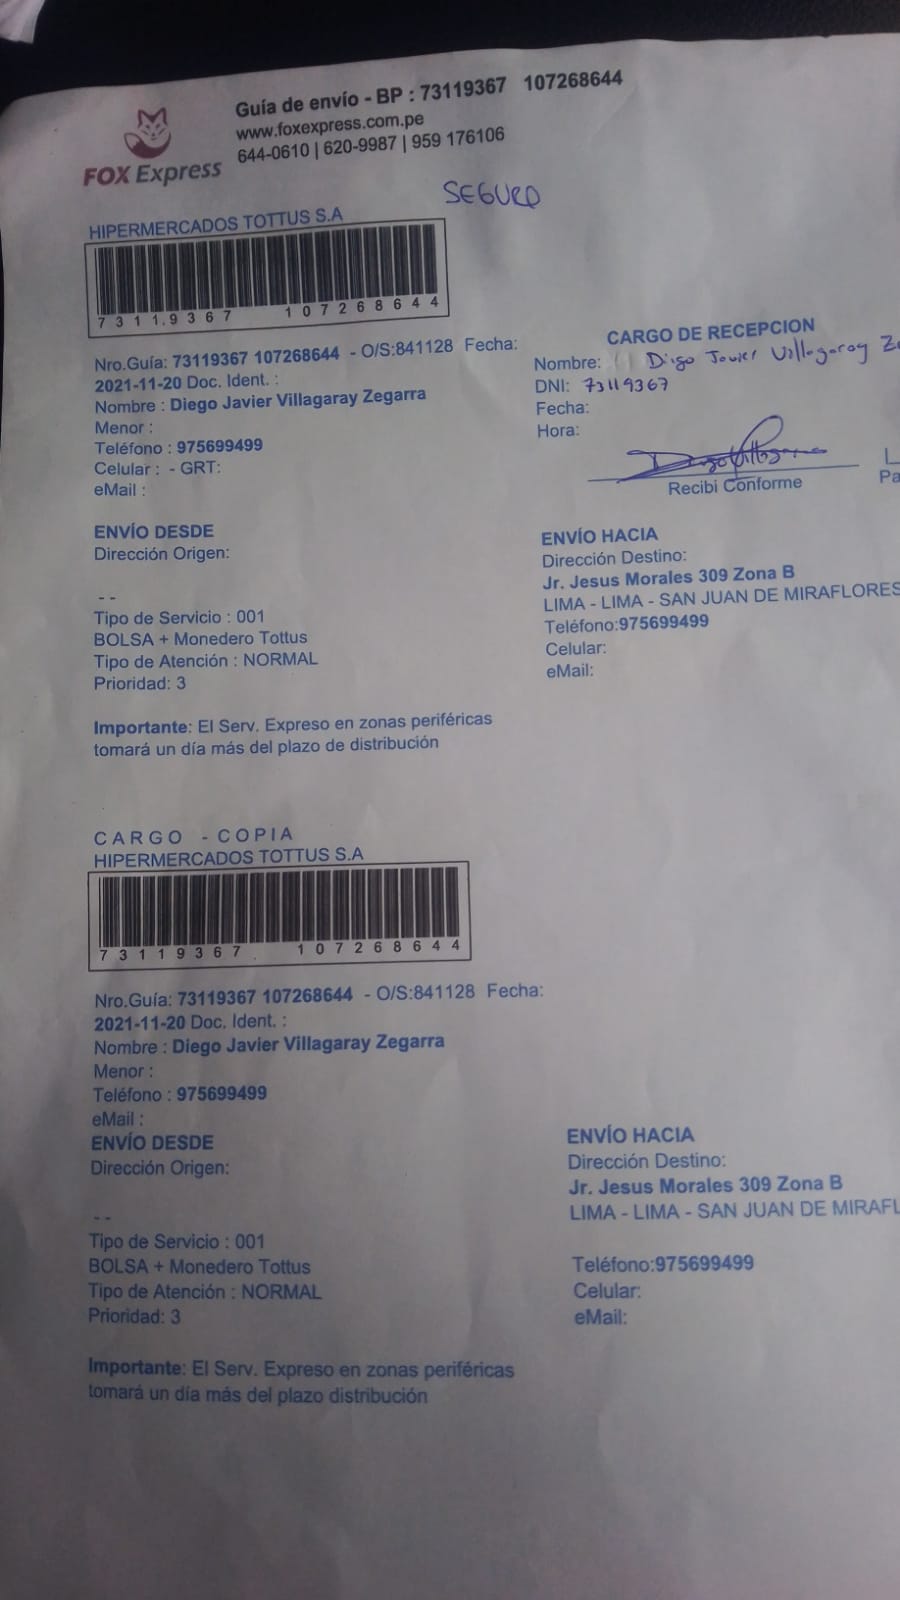 FOX Express
Guía de envío - BP : 73119367 107268644
www.foxexpress.com.pe
644-0610 | 620-9987 | 959 176106
SEGURO
HIPERMERCADOS TOTTUS S.A
7 3 1 1 9 3 6 7 1 0 7 2 6 8 6 4 4
Nro.Guía: 73119367 107268644 - O/S:841128 Fecha:
2021-11-20 Doc. Ident. :
Nombre : Diego Javier Villagaray Zegarra
Menor :
Teléfono : 975699499
Celular : - GRT:
eMail :
CARGO DE RECEPCION
Nombre: Diego Javier Villagaray Ze
DNI: 73119367
Fecha:
Hora:
Recibi Conforme
Pa
ENVÍO DESDE
Dirección Origen:
- -
Tipo de Servicio : 001
BOLSA + Monedero Tottus
Tipo de Atención : NORMAL
Prioridad: 3
ENVÍO HACIA
Dirección Destino:
Jr. Jesus Morales 309 Zona B
LIMA - LIMA - SAN JUAN DE MIRAFLORES
Teléfono:975699499
Celular:
eMail:
Importante: El Serv. Expreso en zonas periféricas
tomará un día más del plazo de distribución
CARGO - COPIA
HIPERMERCADOS TOTTUS S.A
7 3 1 1 9 3 6 7 1 0 7 2 6 8 6 4 4
Nro.Guía: 73119367 107268644 - O/S:841128 Fecha:
2021-11-20 Doc. Ident. :
Nombre : Diego Javier Villagaray Zegarra
Menor :
Teléfono : 975699499
eMail :
ENVÍO DESDE
Dirección Origen:
- -
Tipo de Servicio : 001
BOLSA + Monedero Tottus
Tipo de Atención : NORMAL
Prioridad: 3
ENVÍO HACIA
Dirección Destino:
Jr. Jesus Morales 309 Zona B
LIMA - LIMA - SAN JUAN DE MIRAFL
Teléfono:975699499
Celular:
eMail:
Importante: El Serv. Expreso en zonas periféricas
tomará un día más del plazo distribución